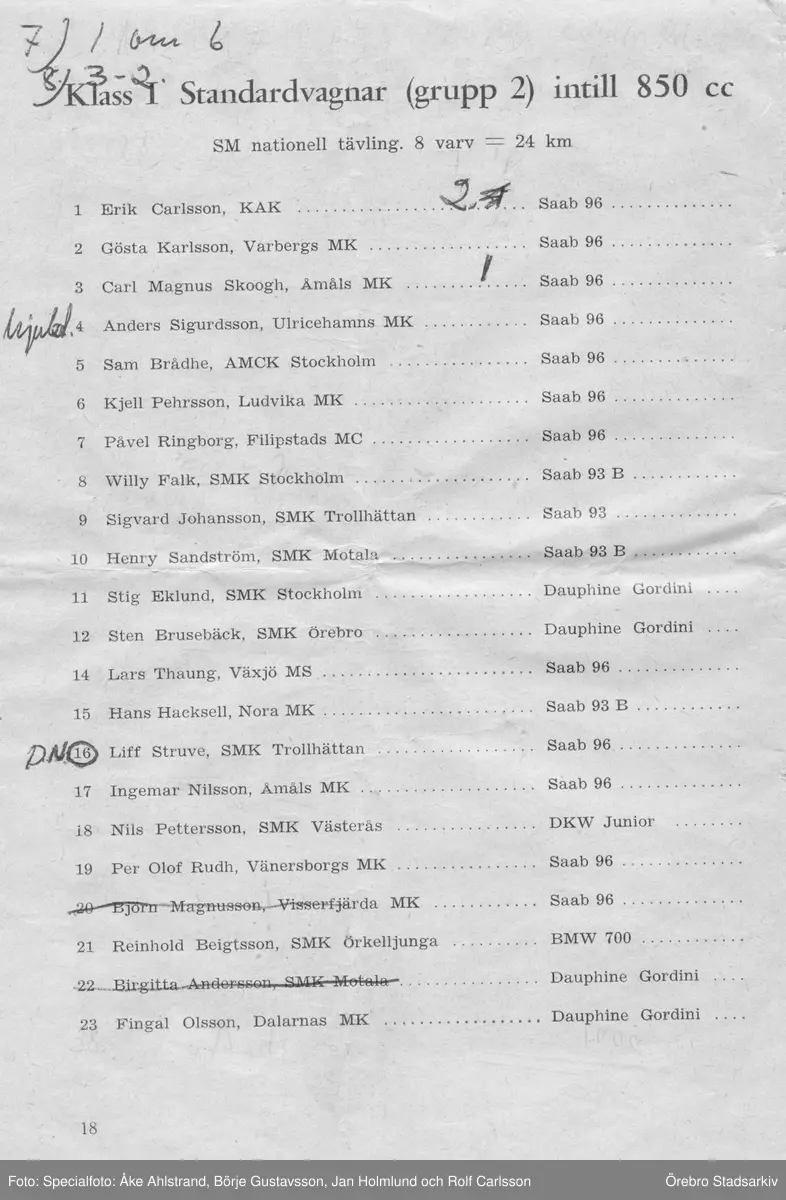 7) 1 om 6
8) 3-2.
Klass 1. Standardvagnar (grupp 2) intill 850 cc
SM nationell tävling. 8 varv = 24 km
1 Erik Carlsson, KAK .................. 2. ... Saab 96 ..............
2 Gösta Karlsson, Varbergs MK .................. Saab 96 ..............
3 Carl Magnus Skoogh, Åmåls MK ........ 1 ...... Saab 96 ..............
4 Anders Sigurdsson, Ulricehamns MK ............ Saab 96 ..............
5 Sam Brådhe, AMCK Stockholm ................ Saab 96 ..............
6 Kjell Pehrsson, Ludvika MK .................... Saab 96 ..............
7 Påvel Ringborg, Filipstads MC .................. Saab 96 ..............
8 Willy Falk, SMK Stockholm .................... Saab 93 B ............
9 Sigvard Johansson, SMK Trollhättan ............ Saab 93 ..............
10 Henry Sandström, SMK Motala ................ Saab 93 B ............
11 Stig Eklund, SMK Stockholm .................. Dauphine Gordini ....
12 Sten Brusebäck, SMK Örebro .................. Dauphine Gordini ....
14 Lars Thaung, Växjö MS ........................ Saab 96 ..............
15 Hans Hacksell, Nora MK ........................ Saab 93 B ............
D.N. 16 Liff Struve, SMK Trollhättan .................. Saab 96 ..............
17 Ingemar Nilsson, Åmåls MK .................... Saab 96 ..............
18 Nils Pettersson, SMK Västerås ................ DKW Junior ........
19 Per Olof Rudh, Vänersborgs MK ................ Saab 96 ..............
20 Björn Magnusson, Visserfjärda MK ............ Saab 96 ..............
21 Reinhold Beigtsson, SMK Örkelljunga .......... BMW 700 ............
22 Birgitta Andersson, SMK Motala ................ Dauphine Gordini ....
23 Fingal Olsson, Dalarnas MK .................. Dauphine Gordini ....
18
Foto: Specialfoto: Åke Ahlstrand, Börje Gustavsson, Jan Holmlund och Rolf Carlsson Örebro Stadsarkiv